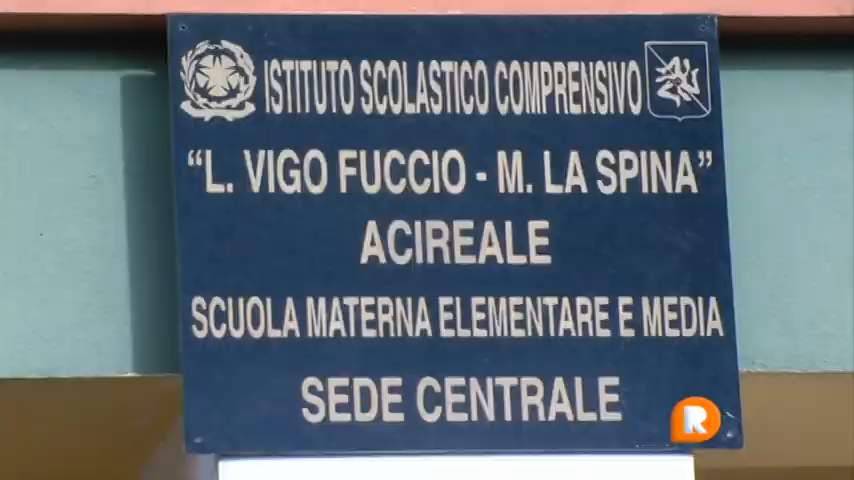 ISTITUTO SCOLASTICO COMPRENSIVO
“L. VIGO FUCCIO - M. LA SPINA”
ACIREALE
SCUOLA MATERNA ELEMENTARE E MEDIA
SEDE CENTRALE
R